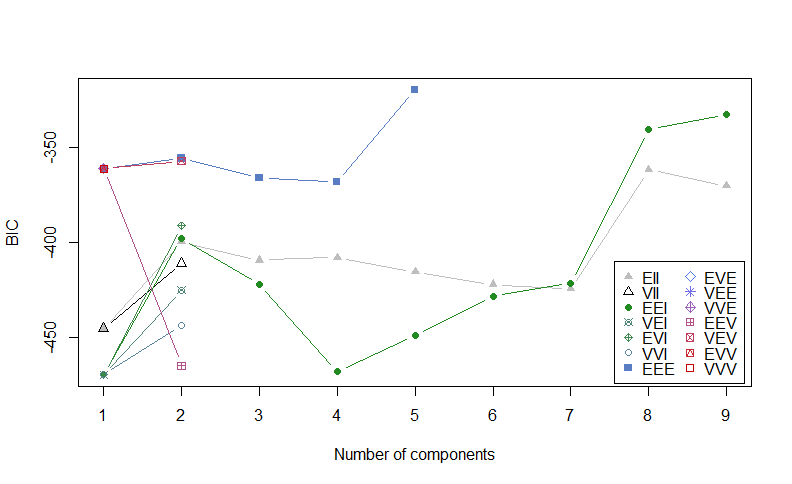 BIC
-350
-400
-450
1 2 3 4 5 6 7 8 9
Number of components
EII EVE
VII VEE
EEI VVE
VEI EEV
EVI VEV
VVI EVV
EEE VVV